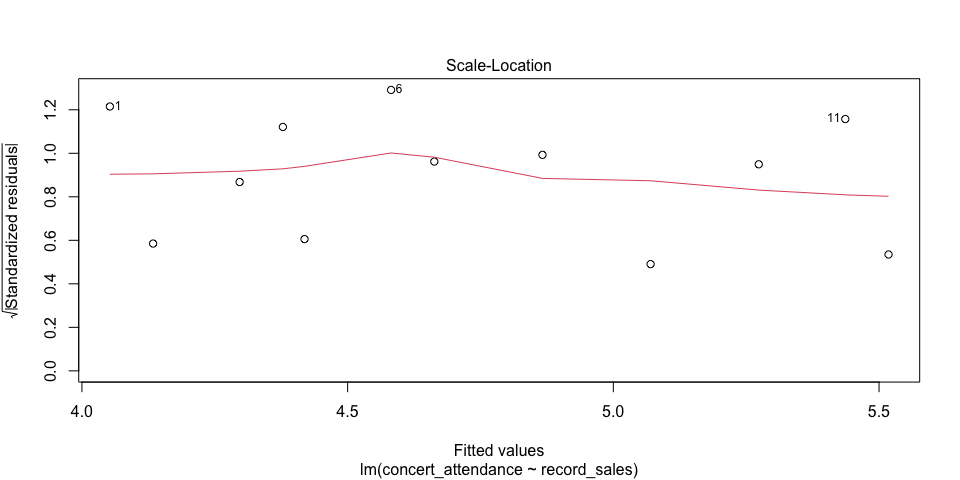 Scale-Location
√|Standardized residuals|
1.2
1.0
0.8
0.6
0.4
0.2
0.0
1
6
11
4.0 4.5 5.0 5.5
Fitted values
lm(concert_attendance ~ record_sales)